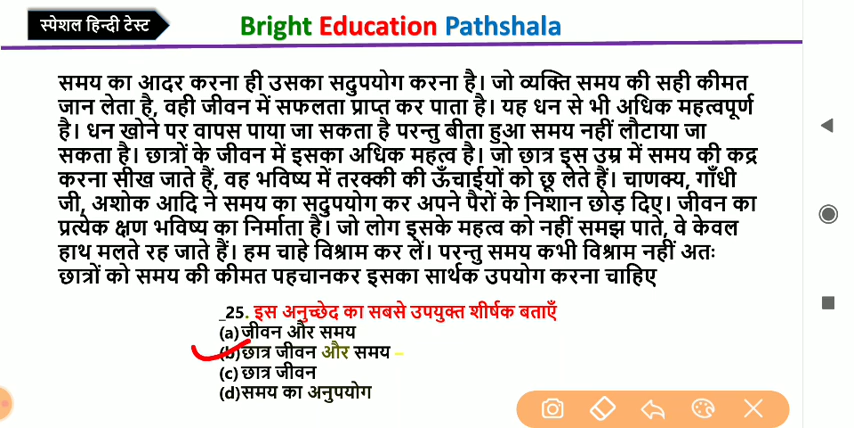 स्पेशल हिन्दी टेस्ट
Bright Education Pathshala
समय का आदर करना ही उसका सदुपयोग करना है। जो व्यक्ति समय की सही कीमत
जान लेता है, वही जीवन में सफलता प्राप्त कर पाता है। यह धन से भी अधिक महत्वपूर्ण
है। धन खोने पर वापस पाया जा सकता है परन्तु बीता हुआ समय नहीं लौटाया जा
सकता है। छात्रों के जीवन में इसका अधिक महत्व है। जो छात्र इस उम्र में समय की कद्र
करना सीख जाते हैं, वह भविष्य में तरक्की की ऊँचाईयों को छू लेते हैं। चाणक्य, गाँधी
जी, अशोक आदि ने समय का सदुपयोग कर अपने पैरों के निशान छोड़ दिए। जीवन का
प्रत्येक क्षण भविष्य का निर्माता है। जो लोग इसके महत्व को नहीं समझ पाते, वे केवल
हाथ मलते रह जाते हैं। हम चाहे विश्राम कर लें। परन्तु समय कभी विश्राम नहीं अतः
छात्रों को समय की कीमत पहचानकर इसका सार्थक उपयोग करना चाहिए
_25. इस अनुच्छेद का सबसे उपयुक्त शीर्षक बताएँ
(a)जीवन और समय
(b)छात्र जीवन और समय
(c) छात्र जीवन
(d)समय का अनुपयोग